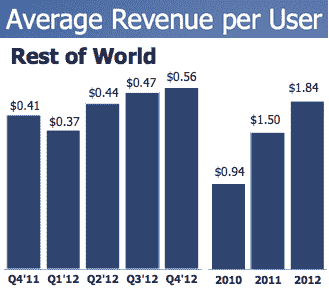 Average Revenue per User
Rest of World
$0.41 $0.37 $0.44 $0.47 $0.56
$0.94 $1.50 $1.84
Q4'11 Q1'12 Q2'12 Q3'12 Q4'12
2010 2011 2012